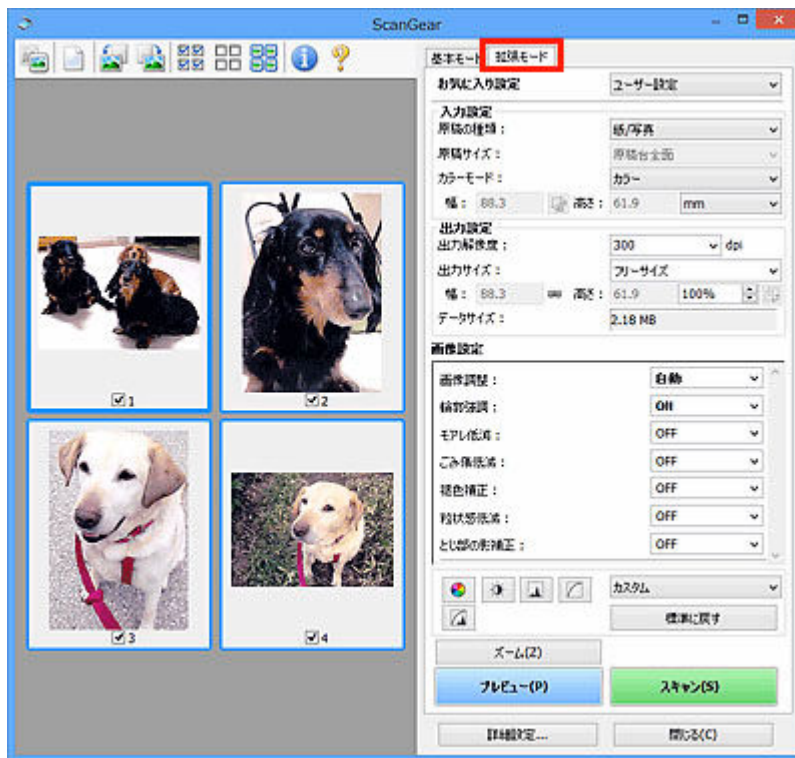 ScanGear
基本モード 拡張モード
お気に入り設定 ユーザー設定
入力設定
原稿の種類： 紙/写真
原稿サイズ： 原稿台全面
カラーモード： カラー
幅： 88.3 高さ： 61.9 mm
出力設定
出力解像度： 300 dpi
出力サイズ： フリーサイズ
幅： 88.3 高さ： 61.9 100%
データサイズ： 2.18 MB
画像設定
画像調整： 自動
輪郭強調： ON
モアレ低減： OFF
ごみ傷低減： OFF
褪色補正： OFF
粒状感低減： OFF
とじ部の影補正： OFF
カスタム
標準に戻す
1
2
3
4
ズーム(Z)
プレビュー(P) スキャン(S)
詳細設定... 閉じる(C)